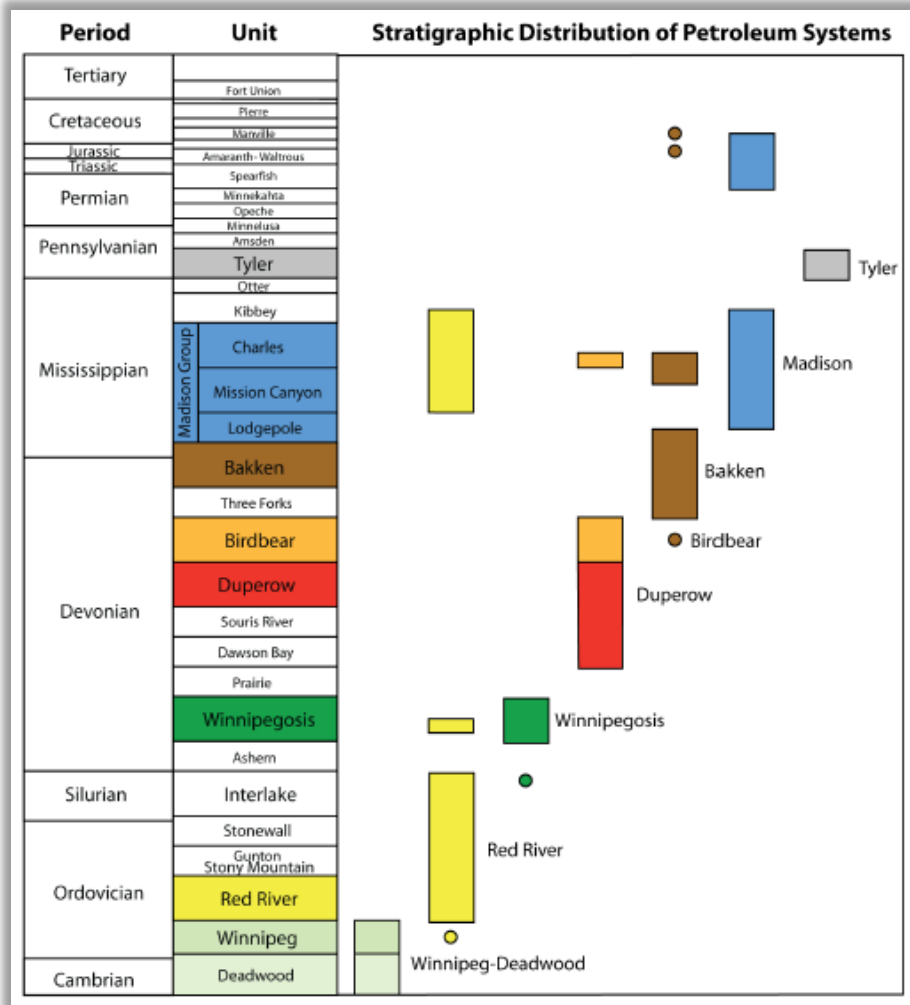 Period
Unit
Stratigraphic Distribution of Petroleum Systems
Tertiary
Fort Union
Cretaceous
Pierre
Manville
Jurassic
Amaranth-Waltrous
Triassic
Spearfish
Permian
Minnekahta
Opeche
Minnelusa
Pennsylvanian
Amsden
Tyler
Tyler
Otter
Mississippian
Kibbey
Madison Group
Charles
Madison
Mission Canyon
Lodgepole
Bakken
Bakken
Three Forks
Birdbear
Birdbear
Devonian
Duperow
Duperow
Souris River
Dawson Bay
Prairie
Winnipegosis
Winnipegosis
Ashern
Silurian
Interlake
Stonewall
Gunton
Stony Mountain
Red River
Ordovician
Red River
Winnipeg
Winnipeg-Deadwood
Cambrian
Deadwood